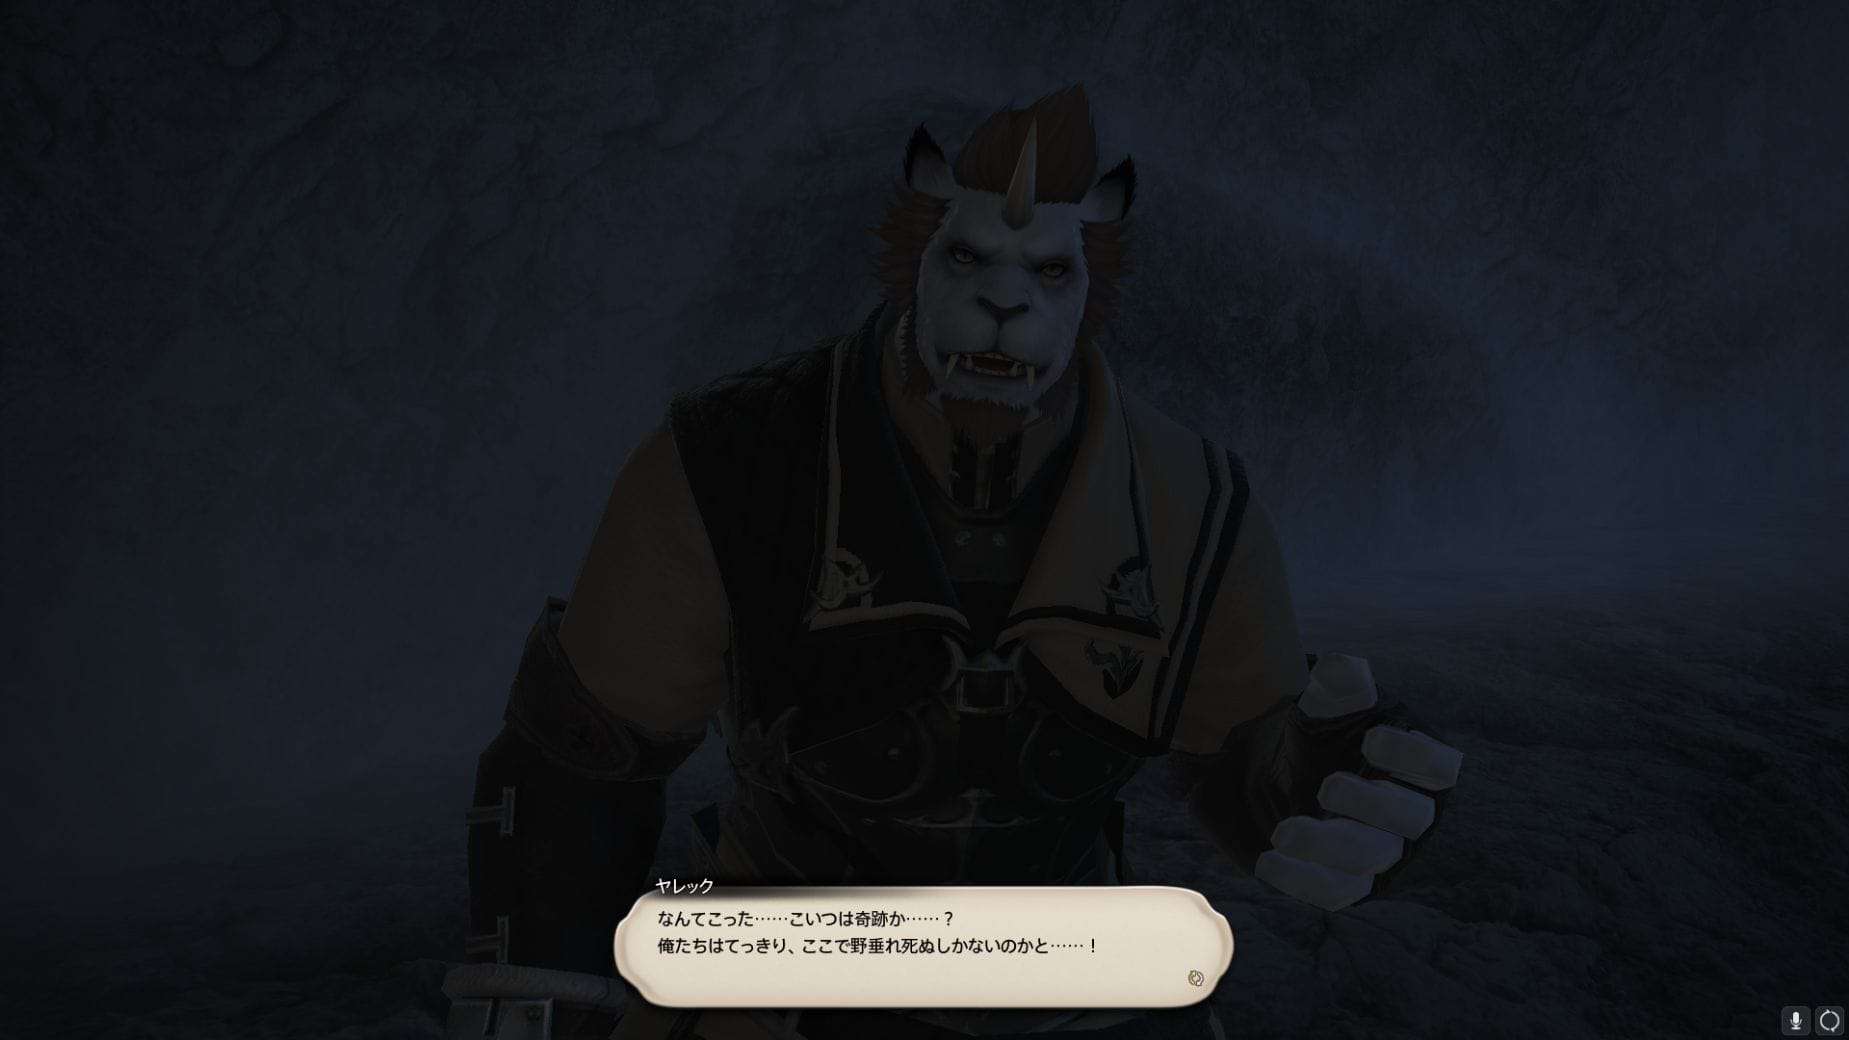 ヤレック
なんてこった……こいつは奇跡か……？
俺たちはてっきり、ここで野垂れ死ぬしかないのかと……！